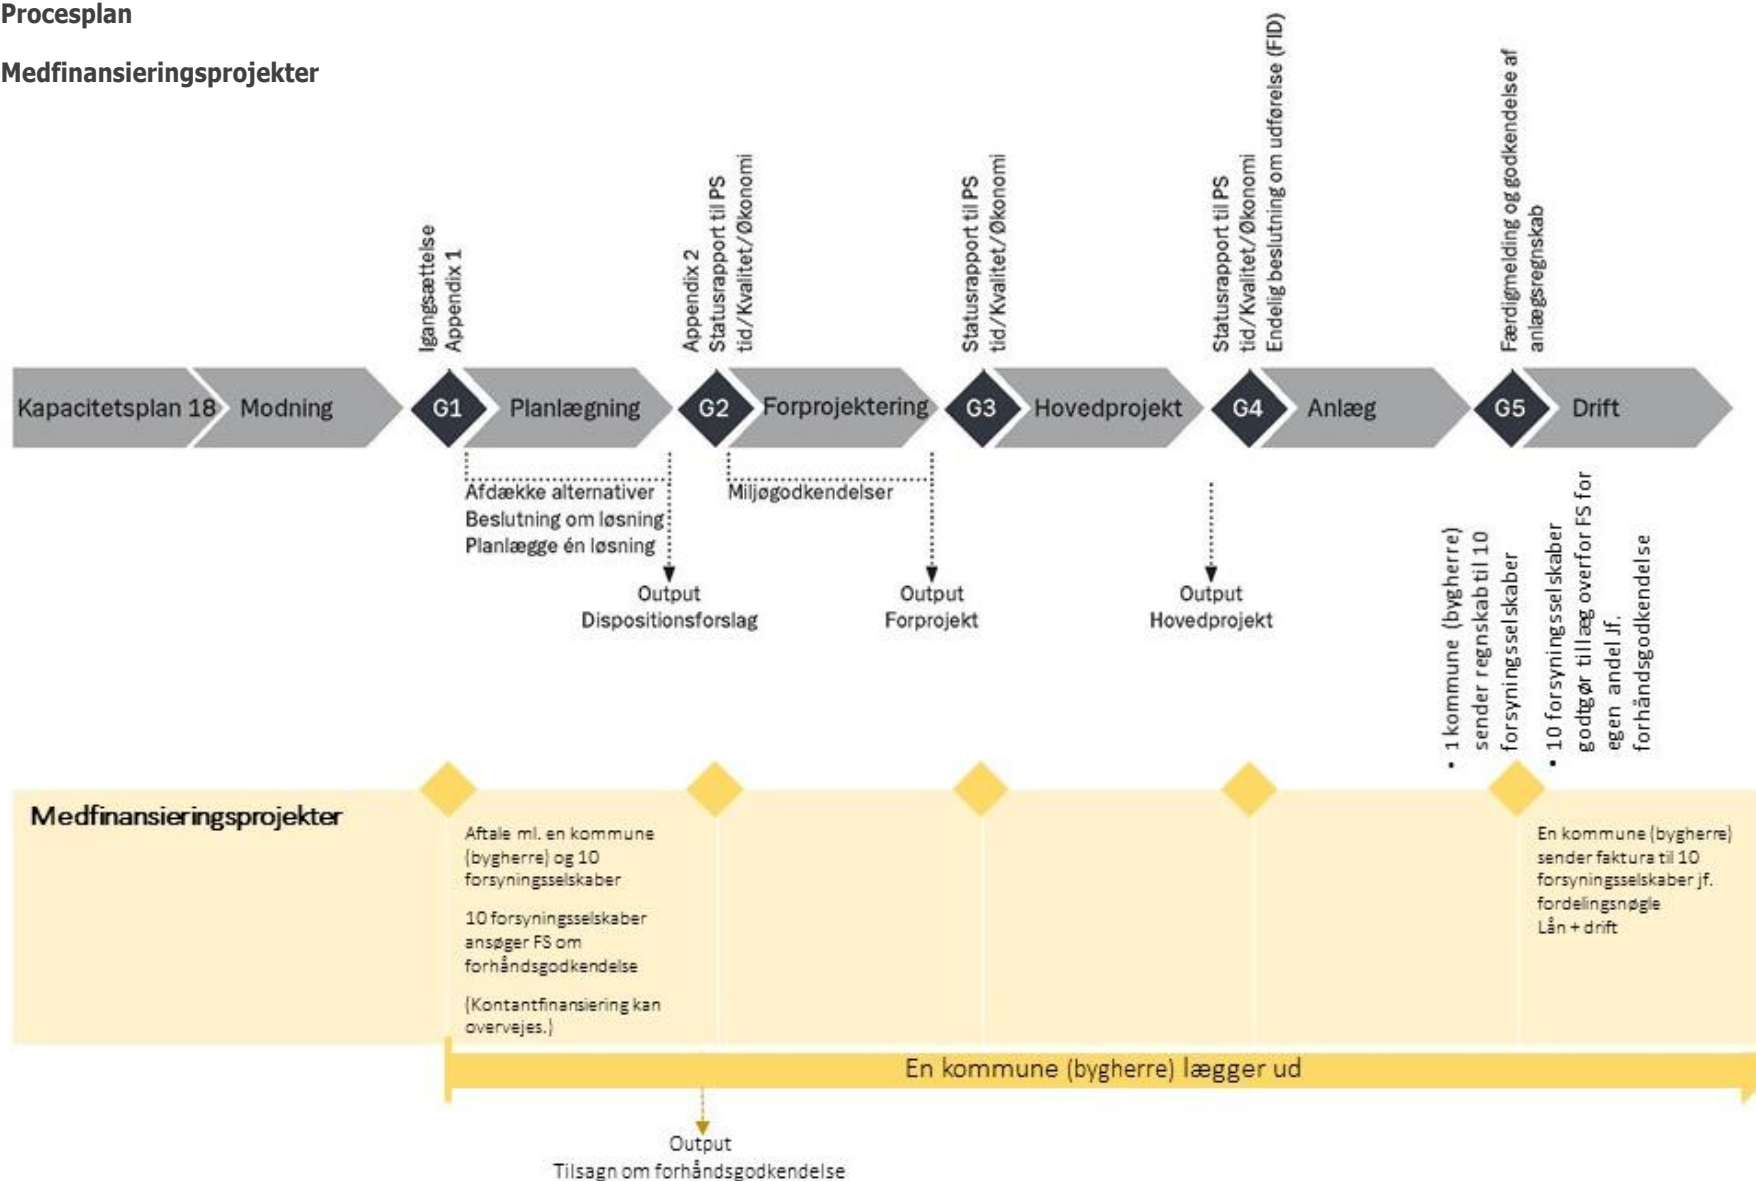 Procesplan
Medfinansieringsprojekter
Igangsættelse
Appendix 1
Appendix 2
Statusrapport til PS
tid/Kvalitet/Økonomi
Statusrapport til PS
tid/Kvalitet/Økonomi
Statusrapport til PS
tid/Kvalitet/Økonomi
Endelig beslutning om udførelse (FID)
Færdigmelding og godkendelse af
anlægsregnskab
Kapacitetsplan 18
Modning
G1
Planlægning
G2
Forprojektering
G3
Hovedprojekt
G4
Anlæg
G5
Drift
Afdække alternativer
Beslutning om løsning
Planlægge én løsning
Miljøgodkendelser
Output
Dispositionsforslag
Output
Forprojekt
Output
Hovedprojekt
• 1 kommune (bygherre)
sender regnskab til 10
forsyningsselskaber
• 10 forsyningsselskaber
godtgør tillæg overfor FS for
egen andel Jf.
forhåndsgodkendelse
Medfinansieringsprojekter
Aftale ml. en kommune
(bygherre) og 10
forsyningsselskaber
10 forsyningsselskaber
ansøger FS om
forhåndsgodkendelse
(Kontantfinansiering kan
overvejes.)
En kommune (bygherre)
sender faktura til 10
forsyningsselskaber jf.
fordelingsnøgle
Lån + drift
En kommune (bygherre) lægger ud
Output
Tilsagn om forhåndsgodkendelse